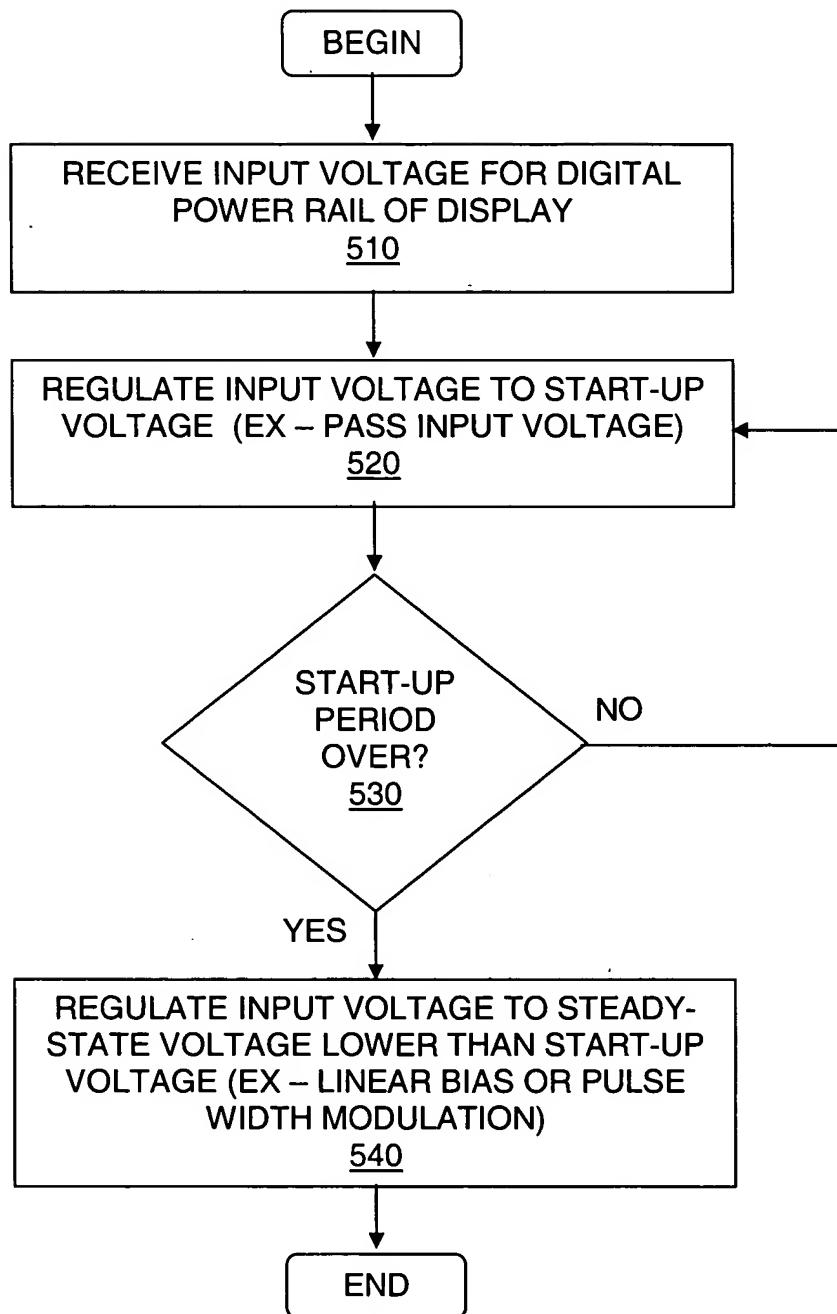 BEGIN
RECEIVE INPUT VOLTAGE FOR DIGITAL
POWER RAIL OF DISPLAY
510
REGULATE INPUT VOLTAGE TO START-UP
VOLTAGE (EX – PASS INPUT VOLTAGE)
520
START-UP
PERIOD
OVER?
530
NO
YES
REGULATE INPUT VOLTAGE TO STEADY-
STATE VOLTAGE LOWER THAN START-UP
VOLTAGE (EX – LINEAR BIAS OR PULSE
WIDTH MODULATION)
540
END